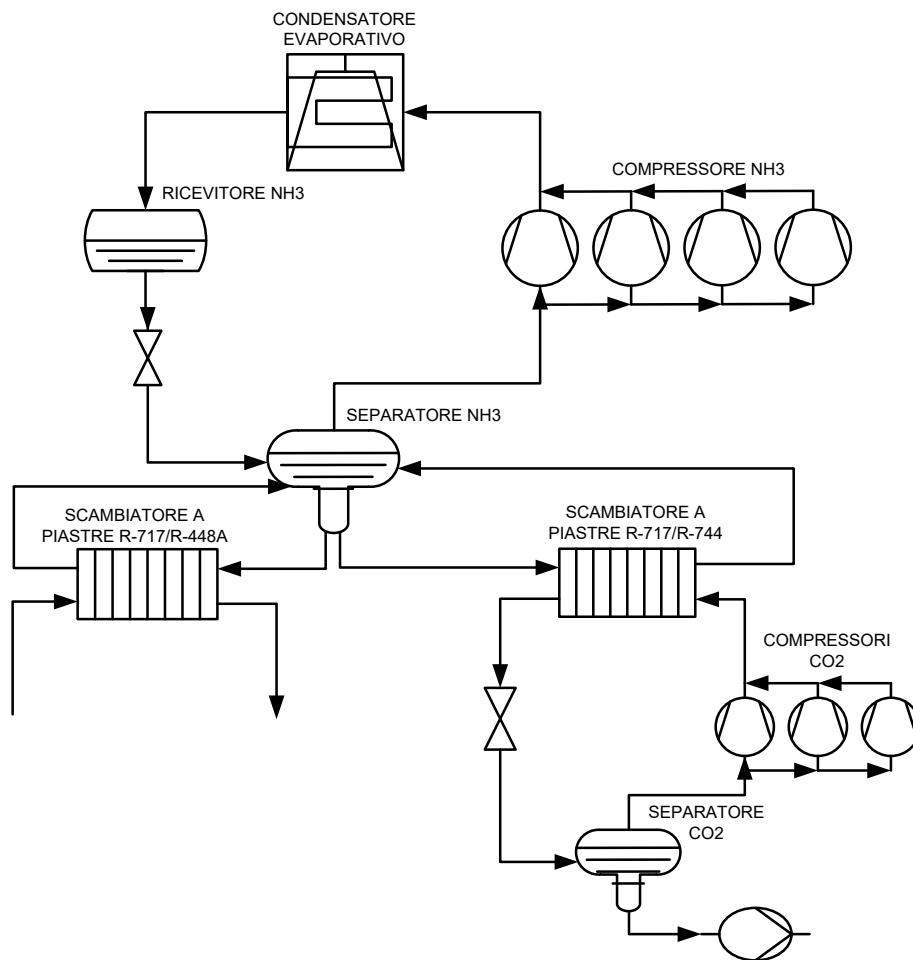 CONDENSATORE
EVAPORATIVO
COMPRESSORE NH3
RICEVITORE NH3
SEPARATORE NH3
SCAMBIATORE A
PIASTRE R-717/R-448A
SCAMBIATORE A
PIASTRE R-717/R-744
COMPRESSORI
CO2
SEPARATORE
CO2